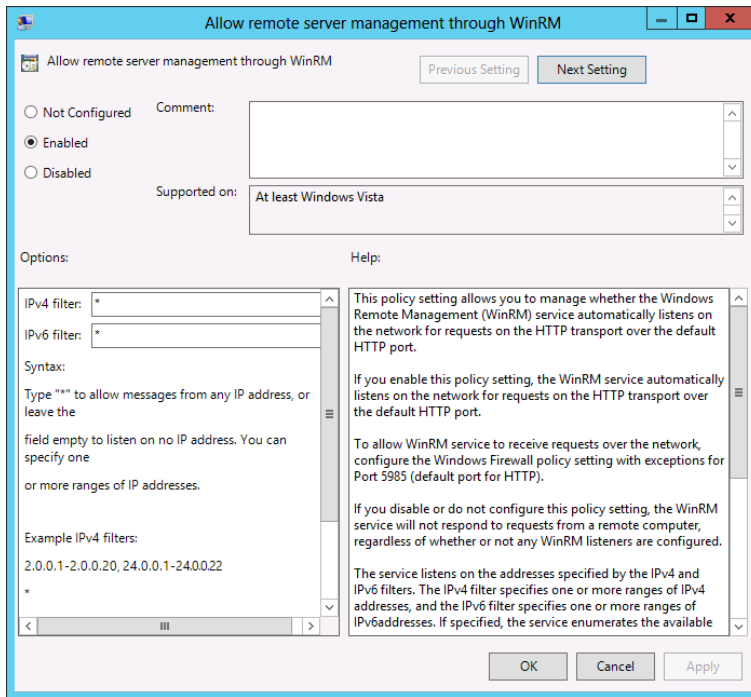 Allow remote server management through WinRM
Allow remote server management through WinRM
Previous Setting
Next Setting
Not Configured
Comment:
Enabled
Disabled
Supported on:
At least Windows Vista
Options:
Help:
IPv4 filter: *
IPv6 filter: *
Syntax:
Type "*" to allow messages from any IP address, or
leave the
field empty to listen on no IP address. You can
specify one
or more ranges of IP addresses.
Example IPv4 filters:
2.0.0.1-2.0.0.20, 24.0.0.1-24.0.0.22
*
This policy setting allows you to manage whether the Windows
Remote Management (WinRM) service automatically listens on
the network for requests on the HTTP transport over the default
HTTP port.
If you enable this policy setting, the WinRM service automatically
listens on the network for requests on the HTTP transport over
the default HTTP port.
To allow WinRM service to receive requests over the network,
configure the Windows Firewall policy setting with exceptions for
Port 5985 (default port for HTTP).
If you disable or do not configure this policy setting, the WinRM
service will not respond to requests from a remote computer,
regardless of whether or not any WinRM listeners are configured.
The service listens on the addresses specified by the IPv4 and
IPv6 filters. The IPv4 filter specifies one or more ranges of IPv4
addresses, and the IPv6 filter specifies one or more ranges of
IPv6addresses. If specified, the service enumerates the available
OK
Cancel
Apply